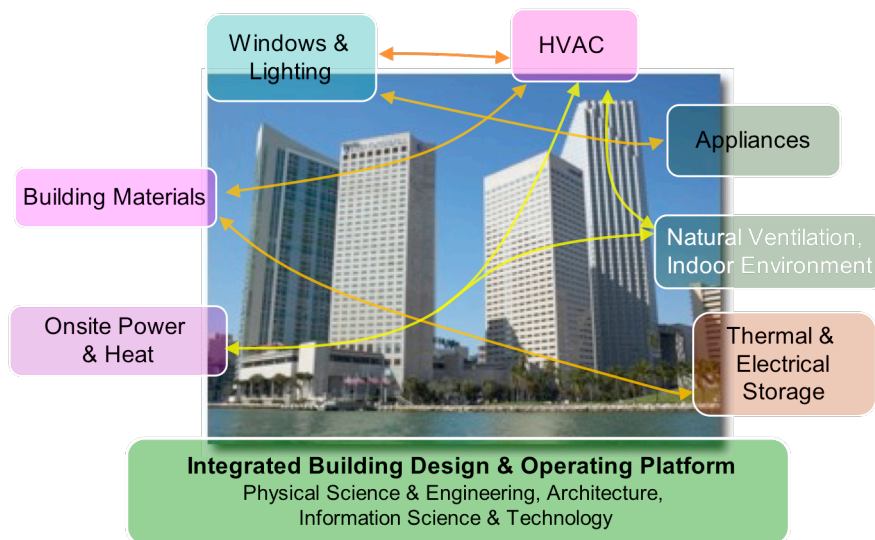 Windows &
Lighting
HVAC
Appliances
Building Materials
Natural Ventilation,
Indoor Environment
Onsite Power
& Heat
Thermal &
Electrical
Storage
Integrated Building Design & Operating Platform
Physical Science & Engineering, Architecture,
Information Science & Technology